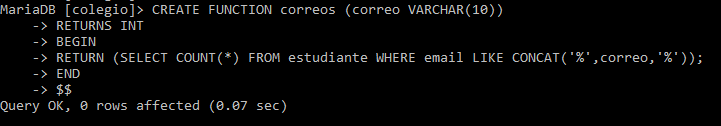 MariaDB [colegio]> CREATE FUNCTION correos (correo VARCHAR(10))
    -> RETURNS INT
    -> BEGIN
    -> RETURN (SELECT COUNT(*) FROM estudiante WHERE email LIKE CONCAT('%',correo,'%'));
    -> END
    -> $$
Query OK, 0 rows affected (0.07 sec)